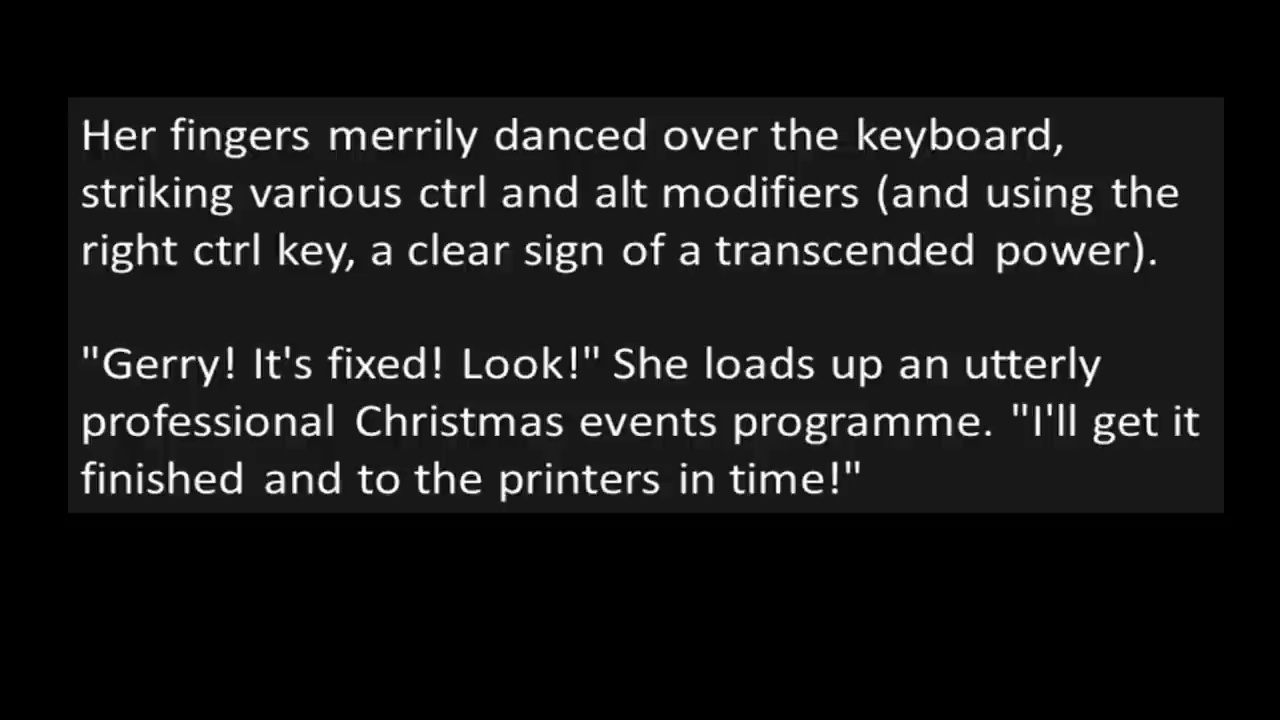 Her fingers merrily danced over the keyboard,
striking various ctrl and alt modifiers (and using the
right ctrl key, a clear sign of a transcended power).
"Gerry! It's fixed! Look!" She loads up an utterly
professional Christmas events programme. "I'll get it
finished and to the printers in time!"